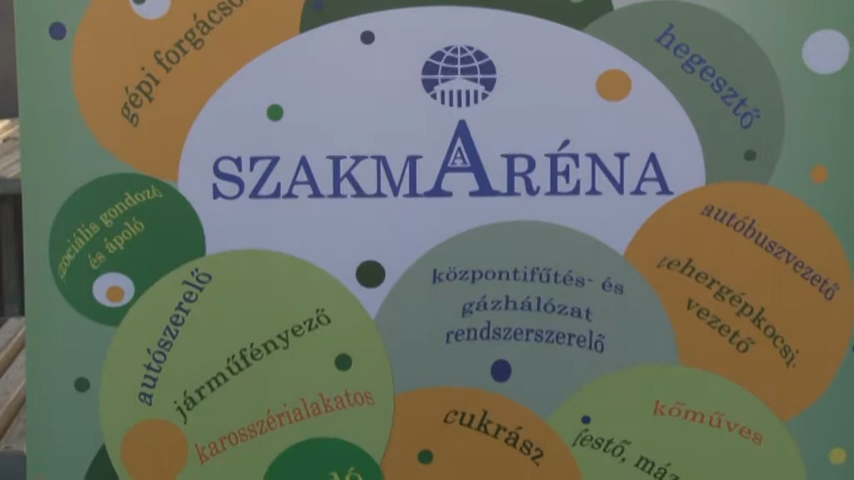 gépi forgácsoló
hegesztő
SZAKMARÉNA
szociális gondozó
és ápoló
autóbuszvezető
tehergépkocsi-
vezető
központifűtés- és
gázhálózat
rendszerszerelő
autószerelő
járműfényező
karosszérialakatos
cukrász
kőműves
festő, máz